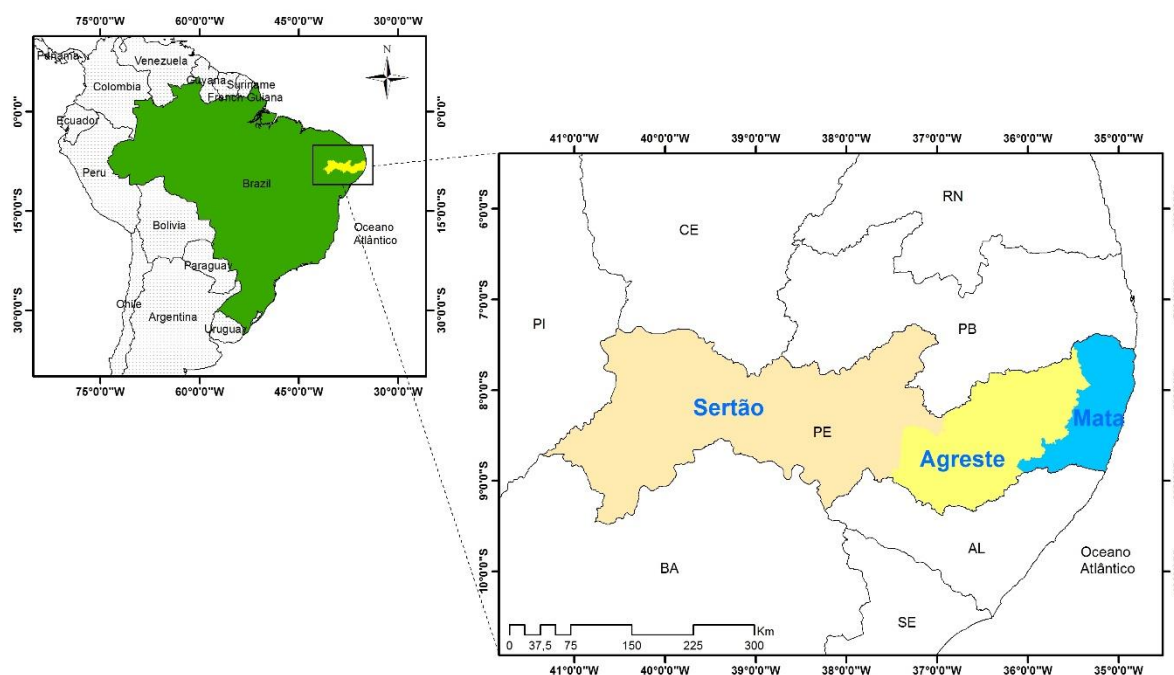 75°0'0"W 60°0'0"W 45°0'0"W 30°0'0"W
N
Panama
Venezuela
Guyana
Suriname
French Guiana
Colombia
Ecuador
Peru
Brazil
Bolivia
Oceano
Atlântico
Paraguay
Chile
Argentina
Uruguay
0°0'0"
15°0'0"S
30°0'0"S
0°0'0"
15°0'0"S
30°0'0"S
75°0'0"W 60°0'0"W 45°0'0"W 30°0'0"W
41°0'0"W 40°0'0"W 39°0'0"W 38°0'0"W 37°0'0"W 36°0'0"W 35°0'0"W
6°0'0"S
7°0'0"S
8°0'0"S
9°0'0"S
10°0'0"S
RN
CE
PI
PB
Sertão
PE
Mata
Agreste
AL
Oceano
Atlântico
BA
SE
Km
0 37,5 75 150 225 300
41°0'0"W 40°0'0"W 39°0'0"W 38°0'0"W 37°0'0"W 36°0'0"W 35°0'0"W